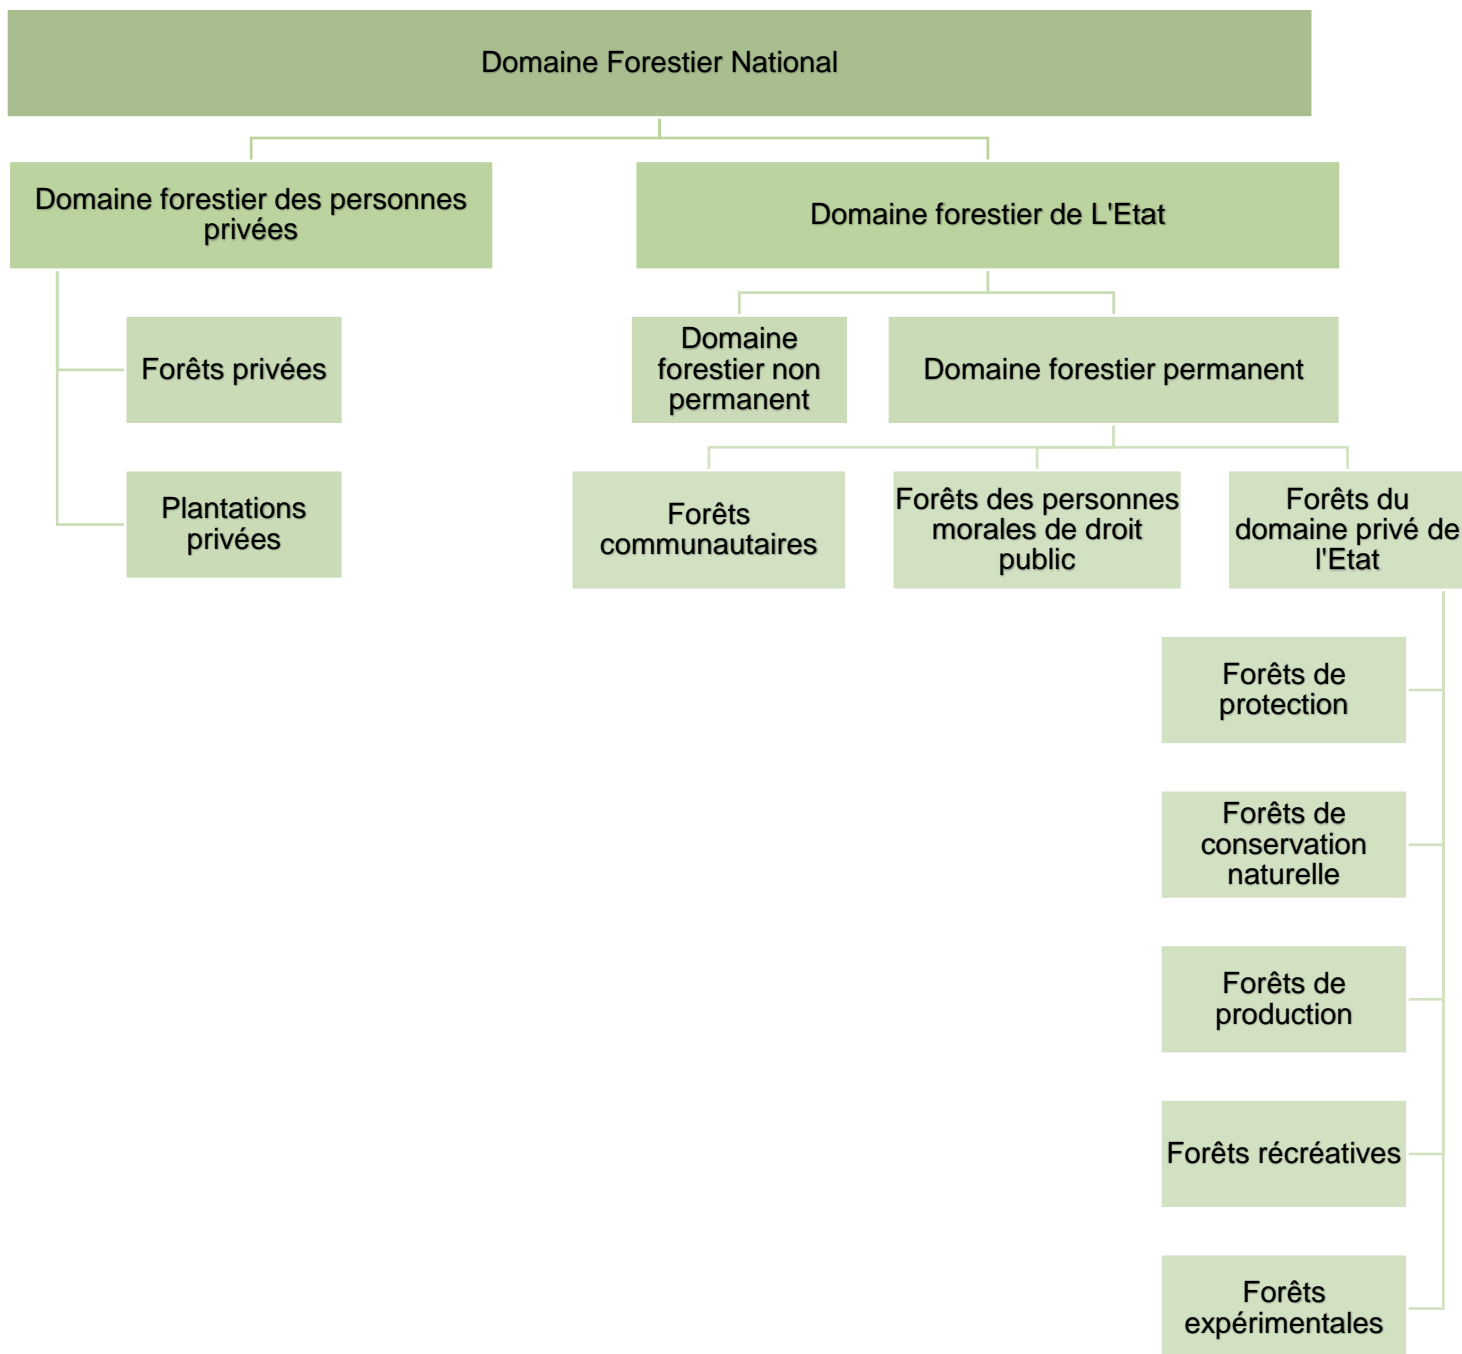 Domaine Forestier National
Domaine forestier des personnes
privées
Domaine forestier de L'Etat
Forêts privées
Plantations
privées
Domaine
forestier non
permanent
Domaine forestier permanent
Forêts
communautaires
Forêts des personnes
morales de droit
public
Forêts du
domaine privé de
l'Etat
Forêts de
protection
Forêts de
conservation
naturelle
Forêts de
production
Forêts récréatives
Forêts
expérimentales